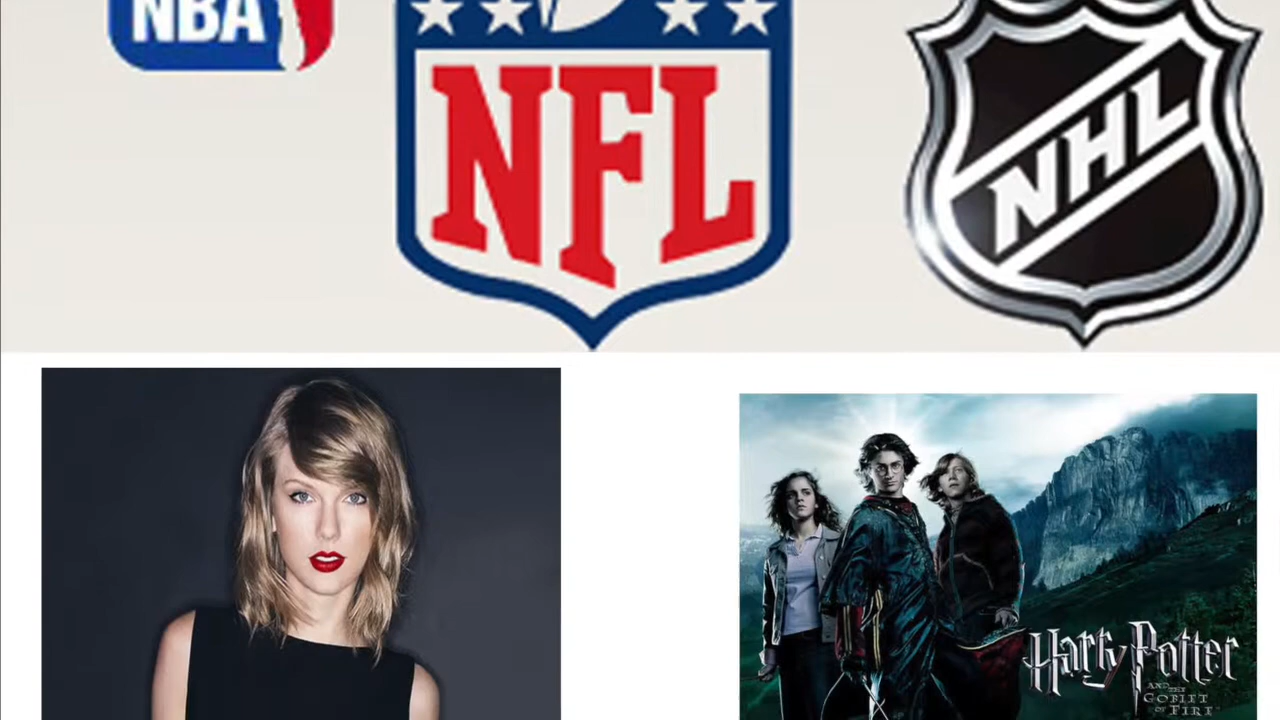 NBA
NFL
NHL
Harry Potter
AND THE
GOBLET
OF FIRE